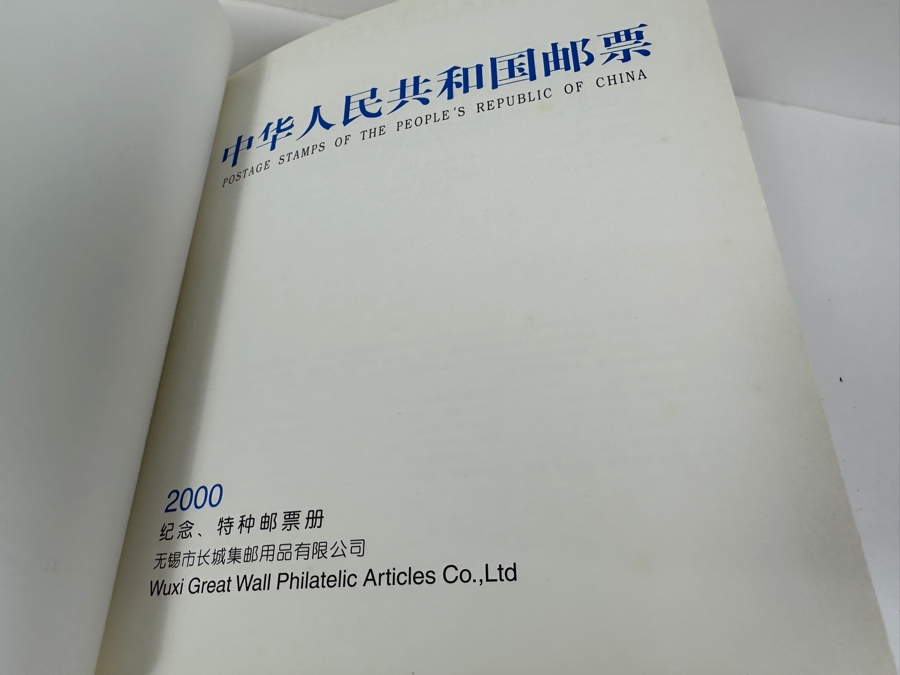 中华人民共和国邮票
POSTAGE STAMPS OF THE PEOPLE'S REPUBLIC OF CHINA
2000
纪念、特种邮票册
无锡市长城集邮用品有限公司
Wuxi Great Wall Philatelic Articles Co.,Ltd